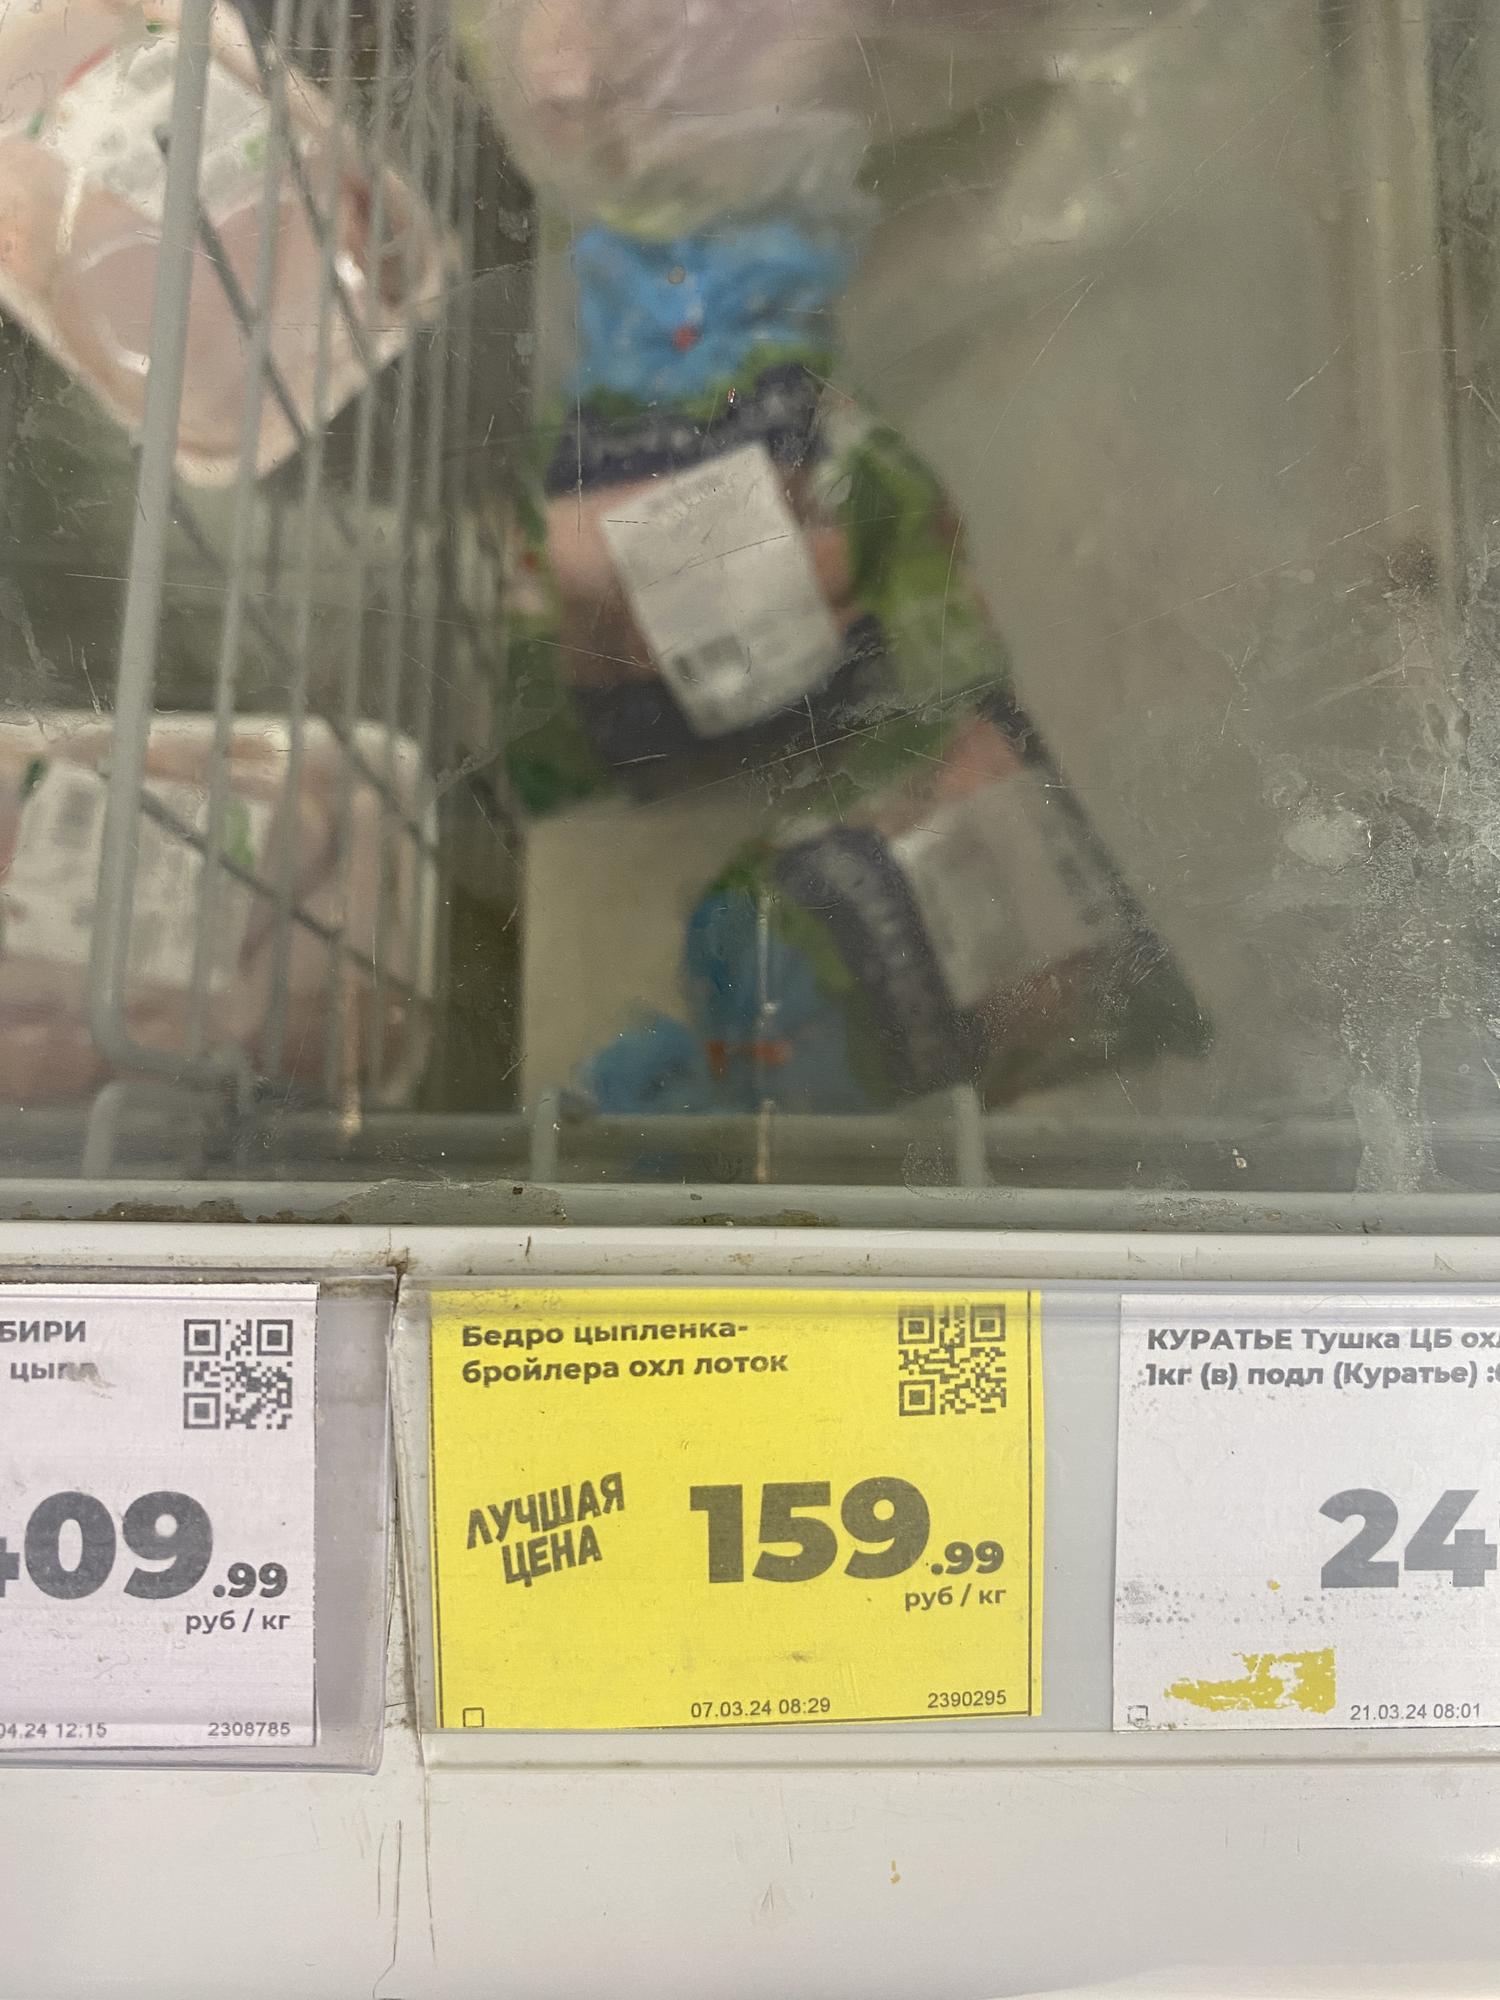 БИРИ
409.99
руб / кг
04.24 12:15
2308785
Бедро цыпленка-
бройлера охл лоток
ЛУЧШАЯ
ЦЕНА
159.99
руб / кг
07.03.24 08:29
2390295
КУРАТЬЕ Тушка ЦБ охл
1кг (в) подл (Куратье)
24
21.03.24 08:01